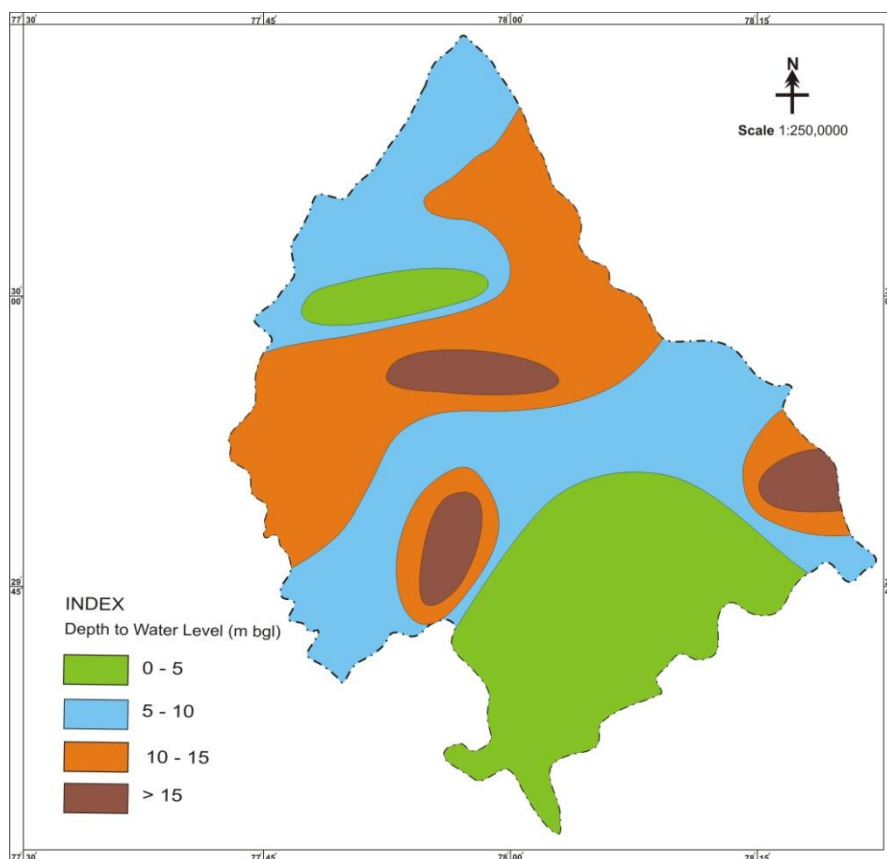 77 30'
77 45'
78 00'
78 15'
N
Scale 1:250,0000
30
00
29
45
INDEX
Depth to Water Level (m bgl)
0 - 5
5 - 10
10 - 15
> 15
77 30'
77 45'
78 00'
78 15'